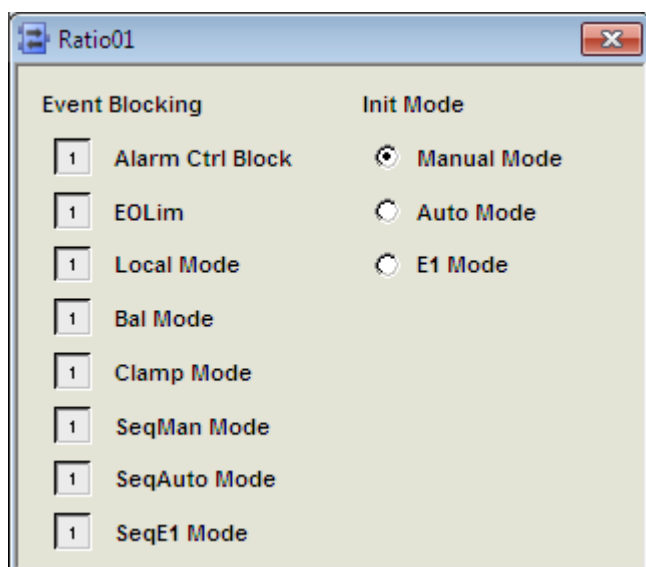 Ratio01
Event Blocking Init Mode
1 Alarm Ctrl Block Manual Mode
1 EOLim Auto Mode
1 Local Mode E1 Mode
1 Bal Mode
1 Clamp Mode
1 SeqMan Mode
1 SeqAuto Mode
1 SeqE1 Mode